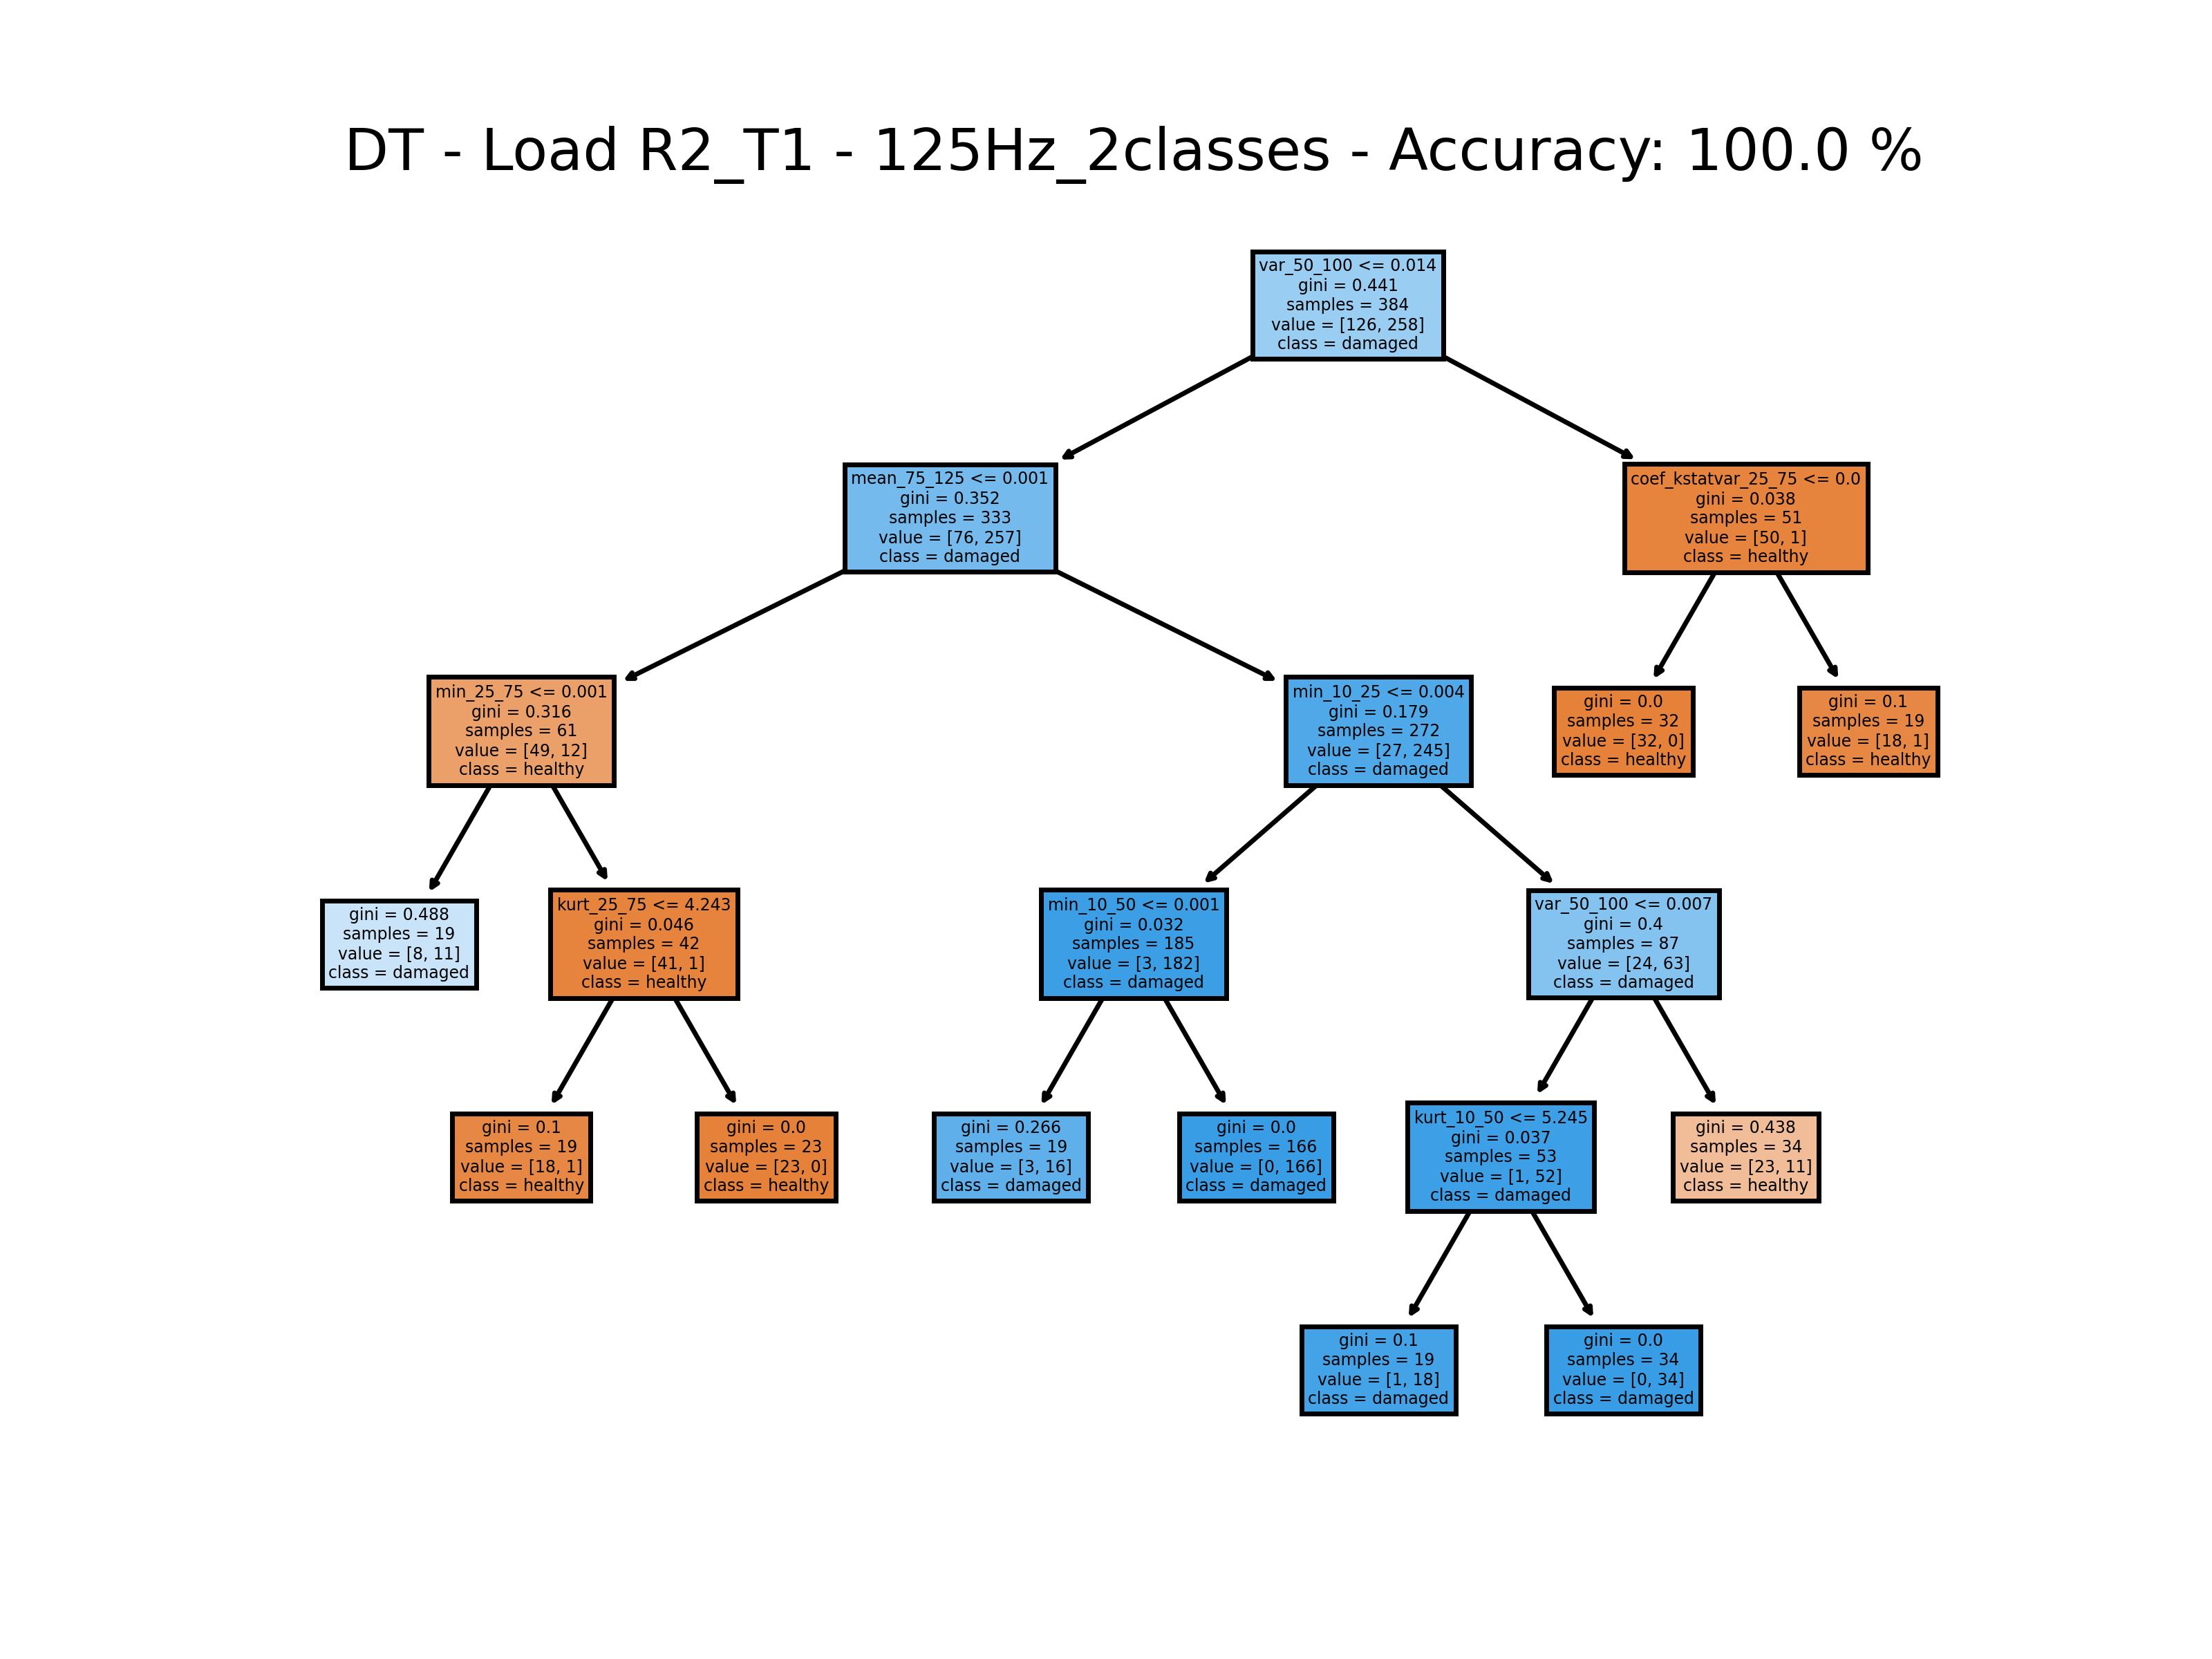 DT - Load R2_T1 - 125Hz_2classes - Accuracy: 100.0 %
var_50_100 <= 0.014
gini = 0.441
samples = 384
value = [126, 258]
class = damaged
mean_75_125 <= 0.001
gini = 0.352
samples = 333
value = [76, 257]
class = damaged
coef_kstatvar_25_75 <= 0.0
gini = 0.038
samples = 51
value = [50, 1]
class = healthy
min_25_75 <= 0.001
gini = 0.316
samples = 61
value = [49, 12]
class = healthy
min_10_25 <= 0.004
gini = 0.179
samples = 272
value = [27, 245]
class = damaged
gini = 0.0
samples = 32
value = [32, 0]
class = healthy
gini = 0.1
samples = 19
value = [18, 1]
class = healthy
gini = 0.488
samples = 19
value = [8, 11]
class = damaged
kurt_25_75 <= 4.243
gini = 0.046
samples = 42
value = [41, 1]
class = healthy
min_10_50 <= 0.001
gini = 0.032
samples = 185
value = [3, 182]
class = damaged
var_50_100 <= 0.007
gini = 0.4
samples = 87
value = [24, 63]
class = damaged
gini = 0.1
samples = 19
value = [18, 1]
class = healthy
gini = 0.0
samples = 23
value = [23, 0]
class = healthy
gini = 0.266
samples = 19
value = [3, 16]
class = damaged
gini = 0.0
samples = 166
value = [0, 166]
class = damaged
kurt_10_50 <= 5.245
gini = 0.037
samples = 53
value = [1, 52]
class = damaged
gini = 0.438
samples = 34
value = [23, 11]
class = healthy
gini = 0.1
samples = 19
value = [1, 18]
class = damaged
gini = 0.0
samples = 34
value = [0, 34]
class = damaged